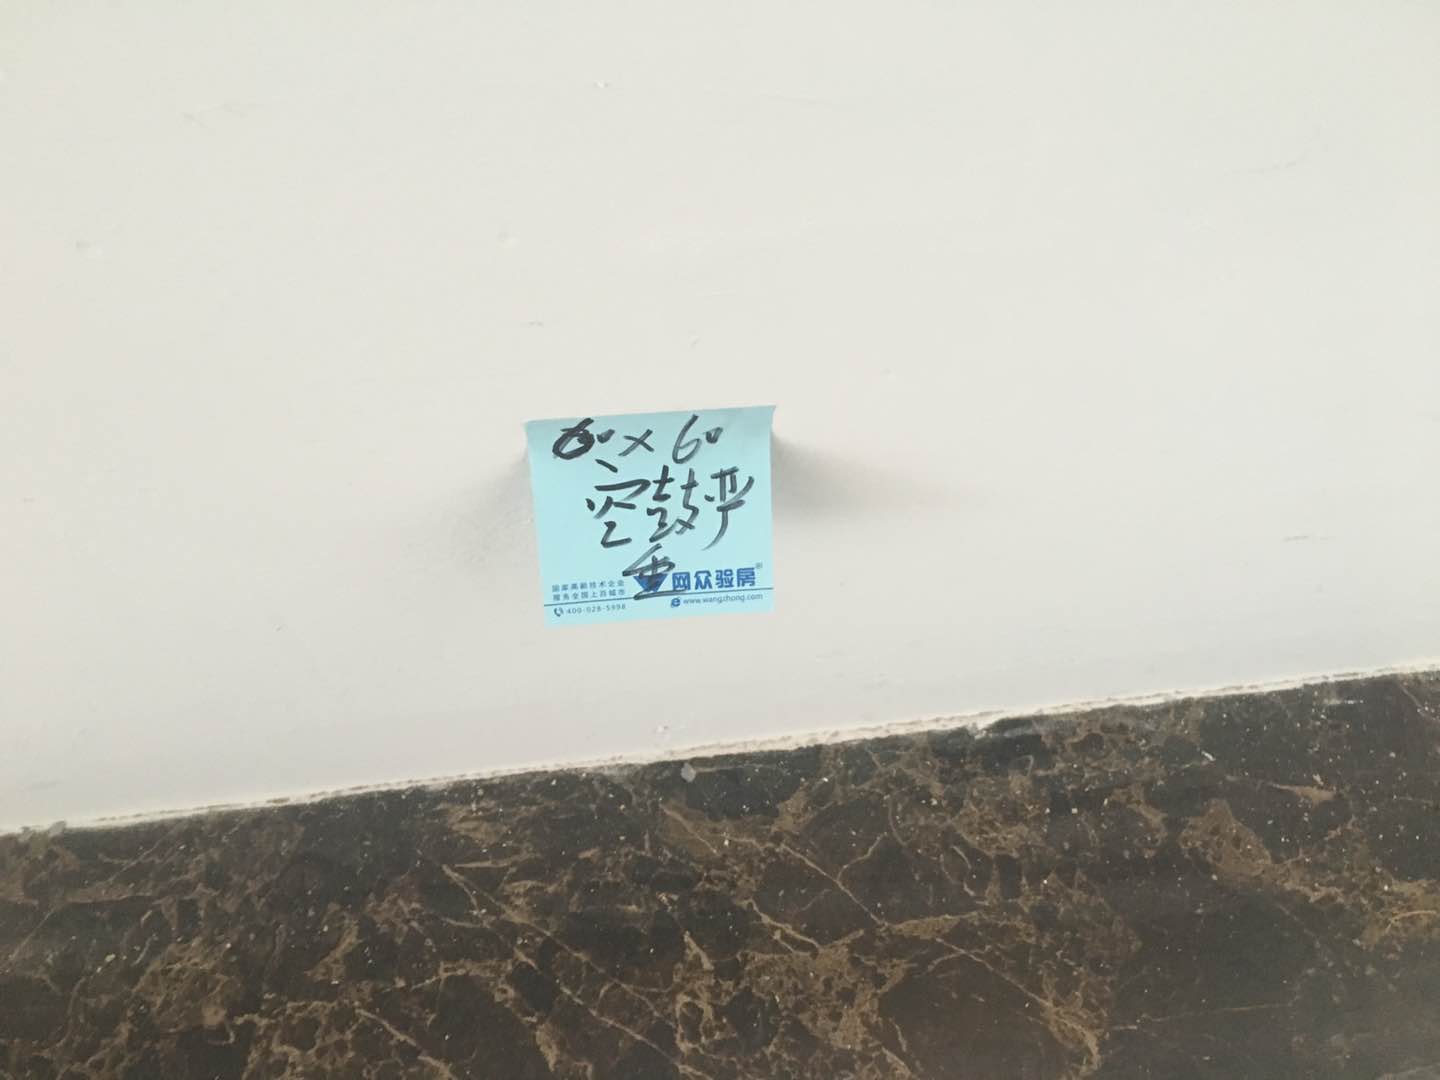 60×60
空鼓严
重
网众验房®
国家高新技术企业
服务全国上百城市
400-028-5998
www.wangzhong.com